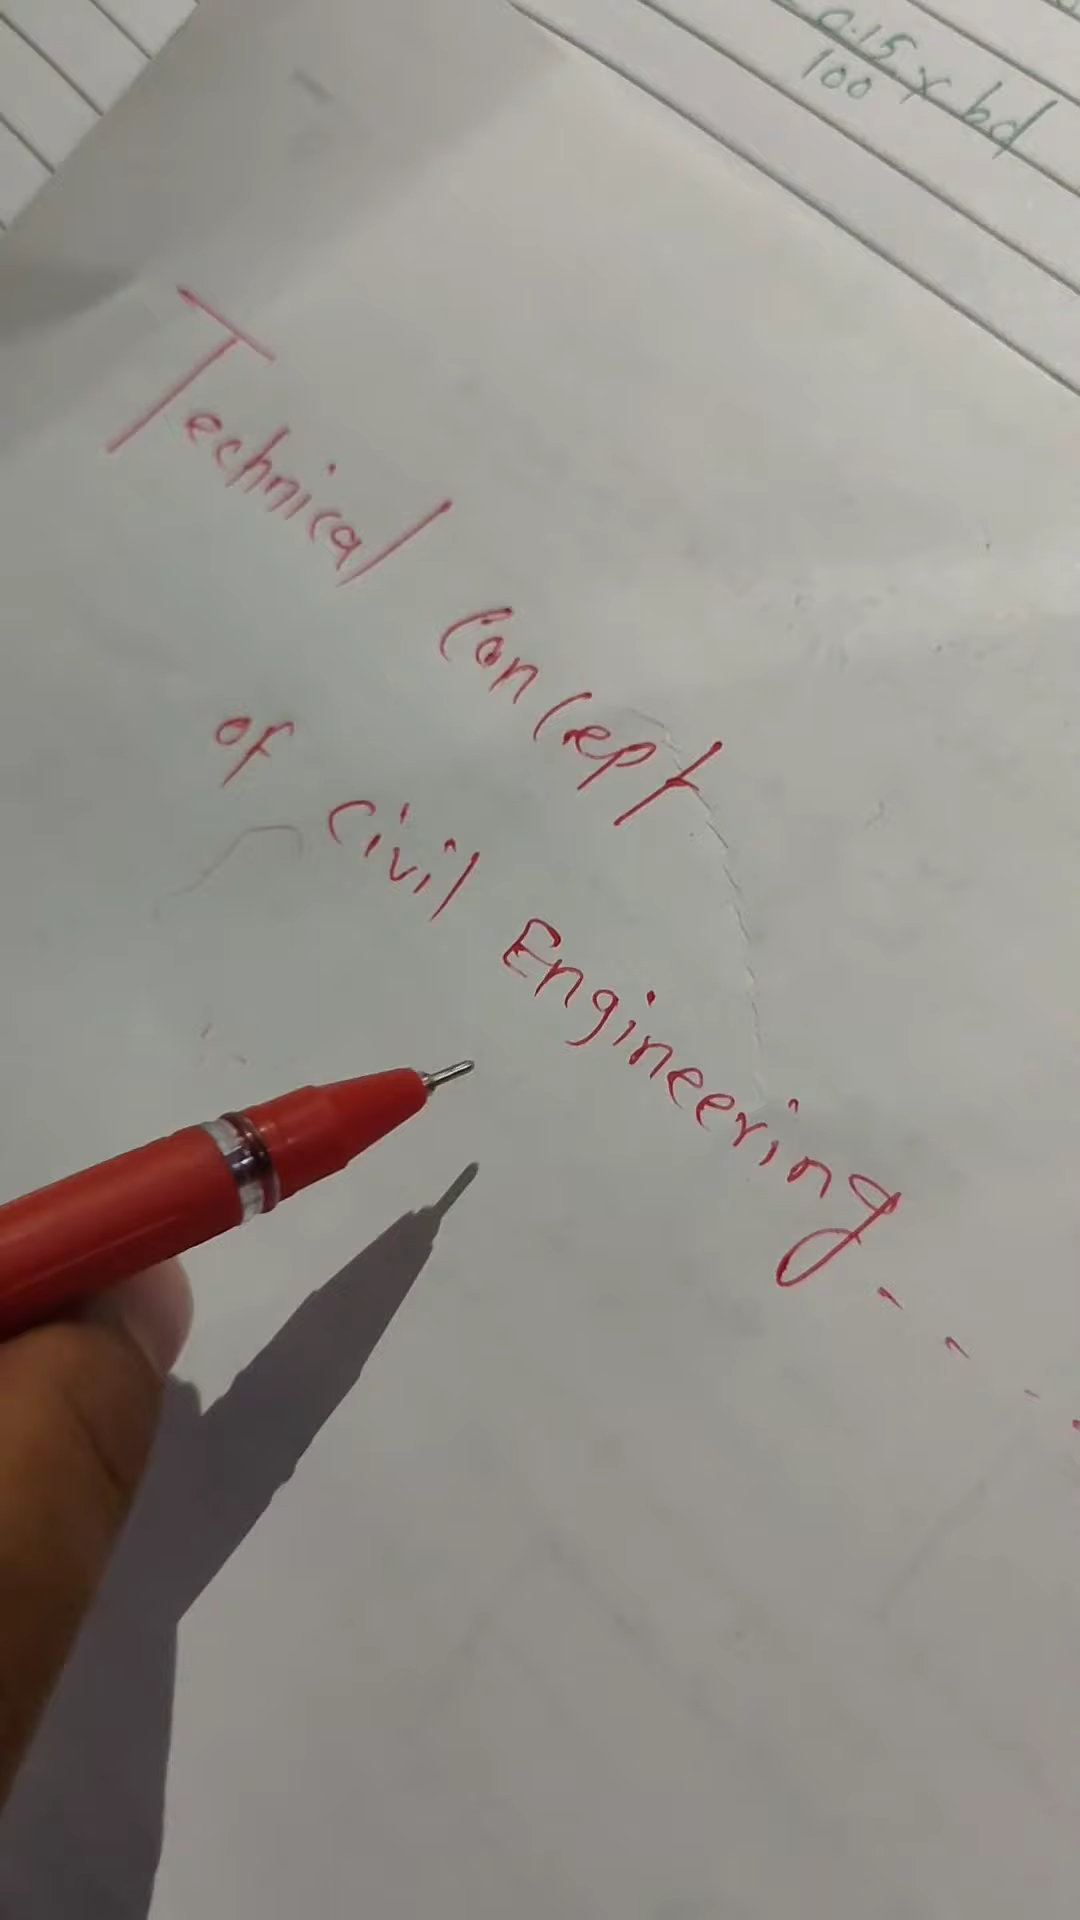 = 0.15 x bd
100
Technical Concept
of Civil Engineering----